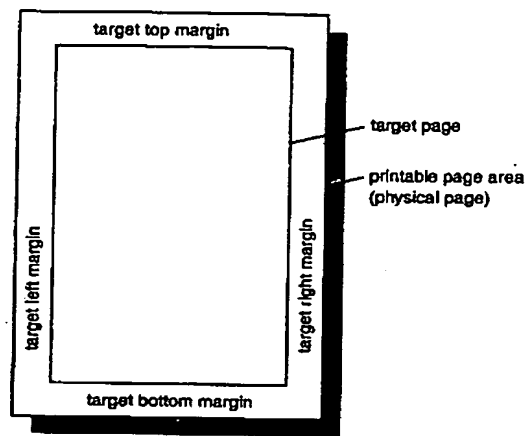 target top margin
target page
printable page area
(physical page)
target left margin
target right margin
target bottom margin